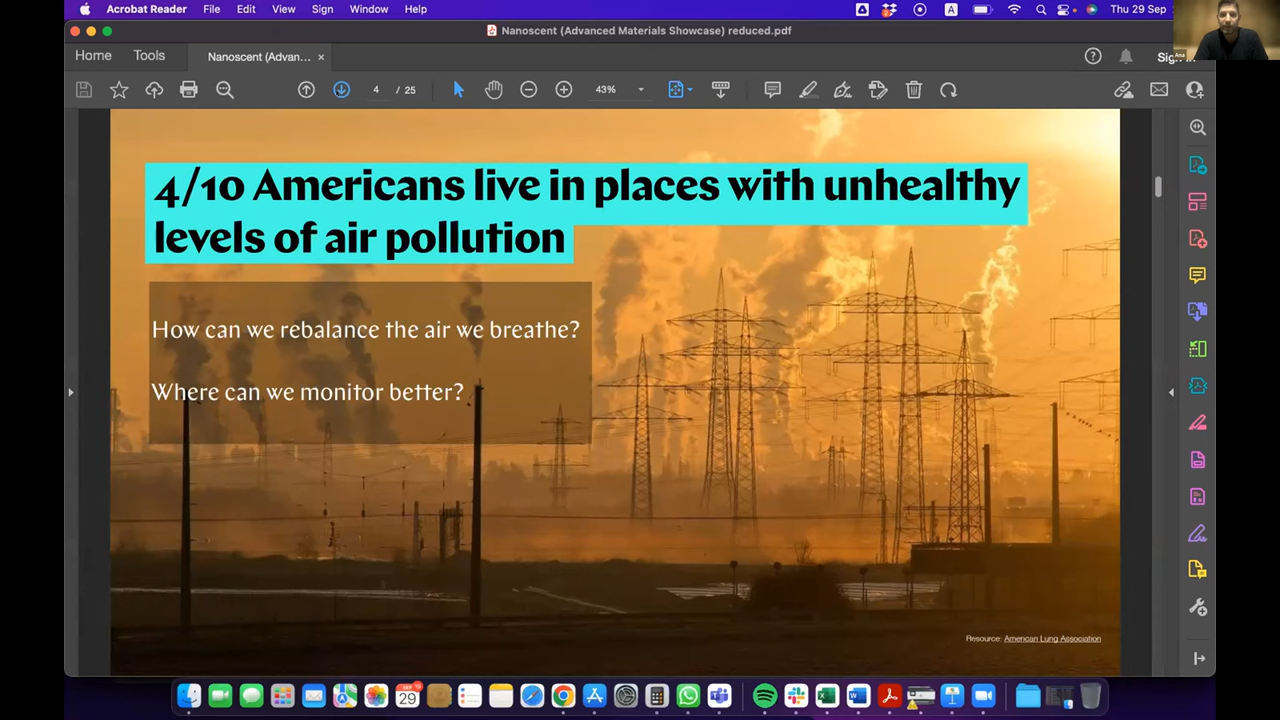 Acrobat Reader File Edit View Sign Window Help
A
Thu 29 Sep
Nanoscent (Advanced Materials Showcase) reduced.pdf
Home Tools Nanoscent (Advan... ×
4 / 25
43%
4/10 Americans live in places with unhealthy
levels of air pollution
How can we rebalance the air we breathe?
Where can we monitor better?
Resource: American Lung Association
29